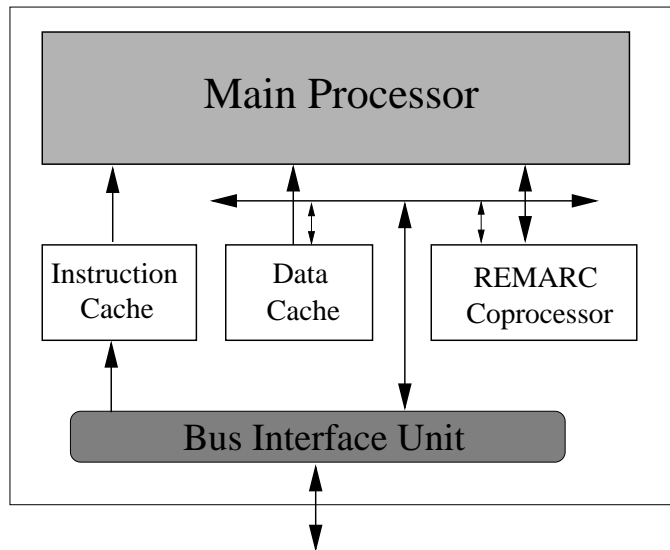 Main Processor
Instruction
Cache
Data
Cache
REMARC
Coprocessor
Bus Interface Unit